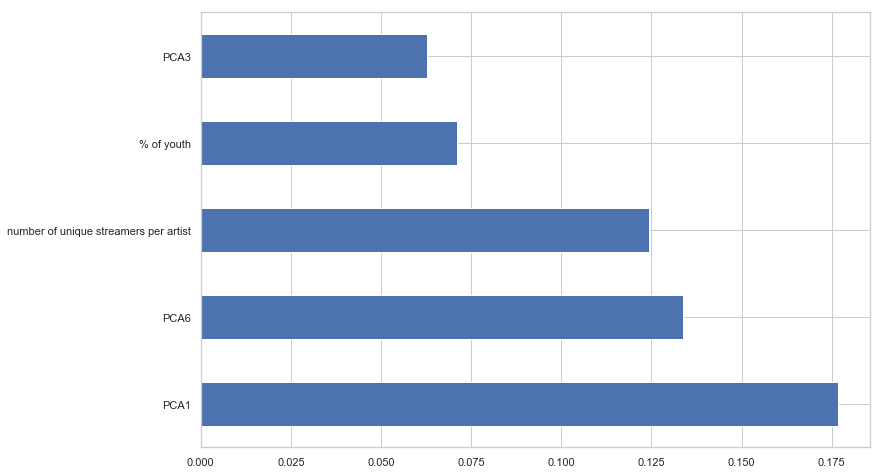 PCA3
% of youth
number of unique streamers per artist
PCA6
PCA1
0.000 0.025 0.050 0.075 0.100 0.125 0.150 0.175